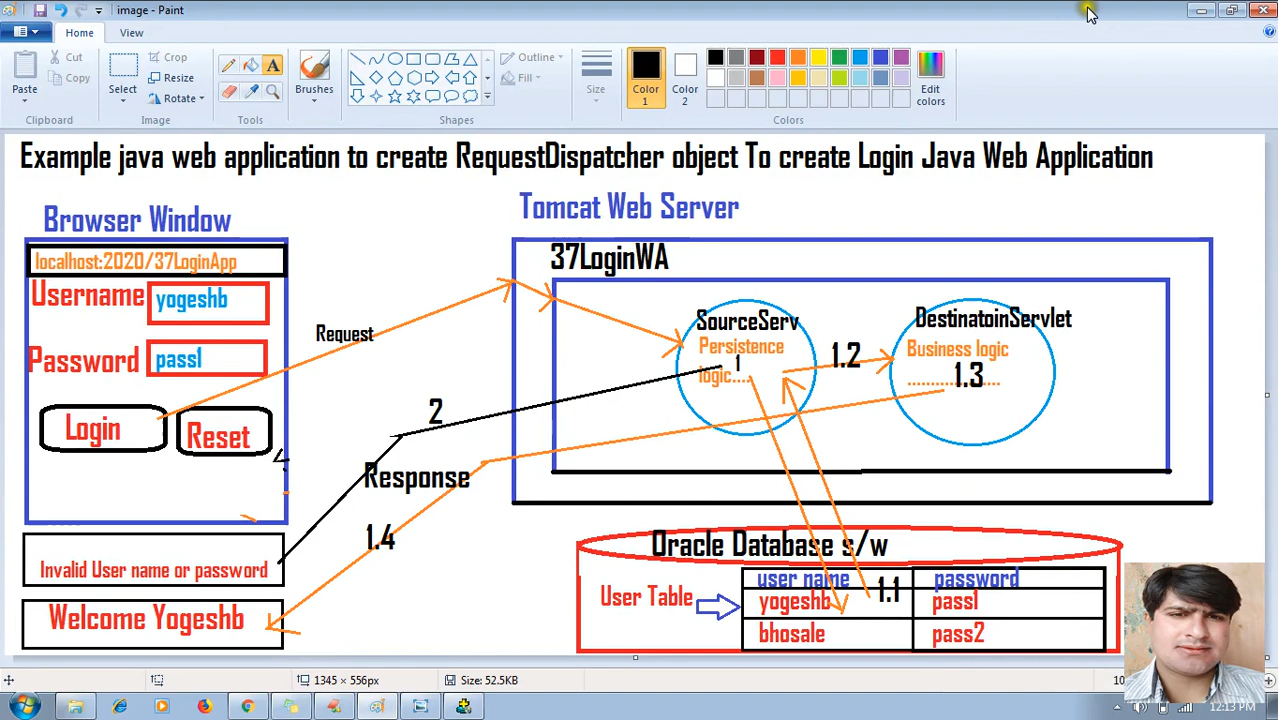 image - Paint
Home
View
Paste
Cut
Copy
Clipboard
Select
Crop
Resize
Rotate
Image
Tools
Brushes
Shapes
Outline
Fill
Size
Color
1
Color
2
Edit
colors
Colors
Example java web application to create RequestDispatcher object To create Login Java Web Application
Browser Window
Tomcat Web Server
localhost:2020/37LoginApp
37LoginWA
Username
yogeshb
Request
SourceServ
DestinatoinServlet
Persistence
1
logic....
1.2
Business logic
1.3
Password
pass1
Login
Reset
2
Response
1.4
Invalid User name or password
Welcome Yogeshb
Oracle Database s/w
User Table
user name
password
1.1
yogeshb
pass1
bhosale
pass2
1345 × 556px
Size: 52.5KB
12:13 PM